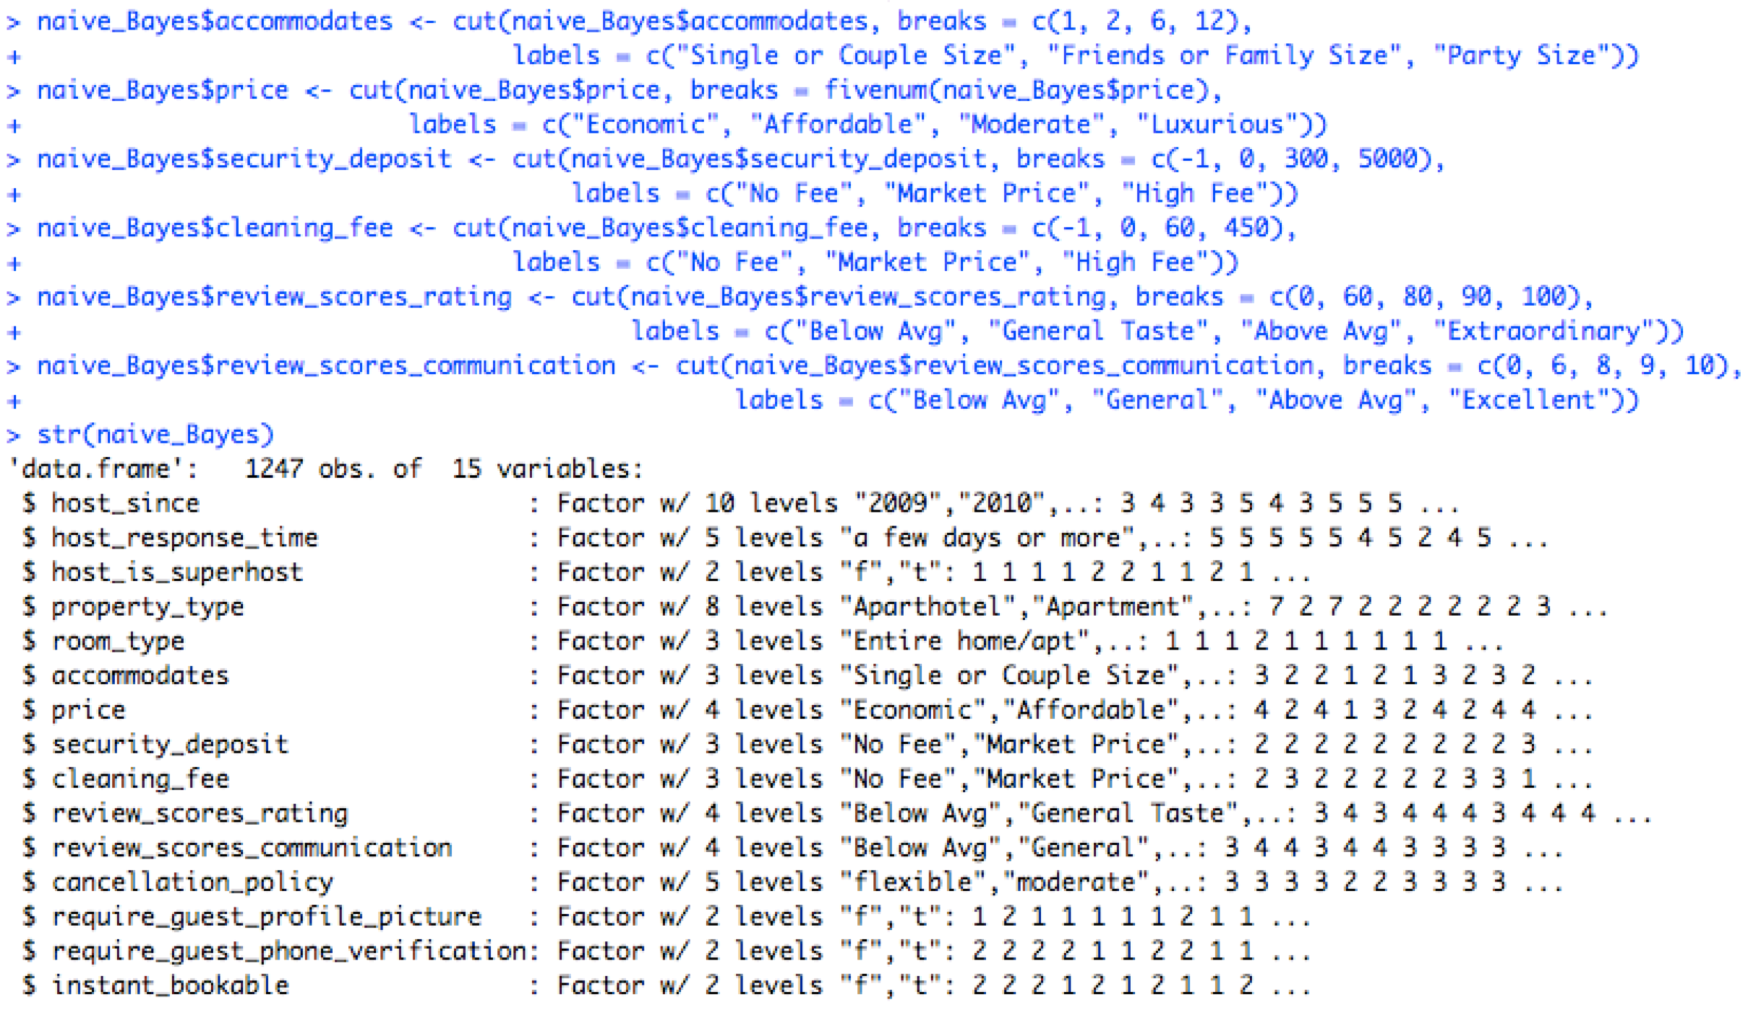 > naive_Bayes$accommodates <- cut(naive_Bayes$accommodates, breaks = c(1, 2, 6, 12),
+ labels = c("Single or Couple Size", "Friends or Family Size", "Party Size"))
> naive_Bayes$price <- cut(naive_Bayes$price, breaks = fivenum(naive_Bayes$price),
+ labels = c("Economic", "Affordable", "Moderate", "Luxurious"))
> naive_Bayes$security_deposit <- cut(naive_Bayes$security_deposit, breaks = c(-1, 0, 300, 5000),
+ labels = c("No Fee", "Market Price", "High Fee"))
> naive_Bayes$cleaning_fee <- cut(naive_Bayes$cleaning_fee, breaks = c(-1, 0, 60, 450),
+ labels = c("No Fee", "Market Price", "High Fee"))
> naive_Bayes$review_scores_rating <- cut(naive_Bayes$review_scores_rating, breaks = c(0, 60, 80, 90, 100),
+ labels = c("Below Avg", "General Taste", "Above Avg", "Extraordinary"))
> naive_Bayes$review_scores_communication <- cut(naive_Bayes$review_scores_communication, breaks = c(0, 6, 8, 9, 10),
+ labels = c("Below Avg", "General", "Above Avg", "Excellent"))
> str(naive_Bayes)
'data.frame': 1247 obs. of 15 variables:
$ host_since : Factor w/ 10 levels "2009","2010",..: 3 4 3 3 5 4 3 5 5 5 ...
$ host_response_time : Factor w/ 5 levels "a few days or more",..: 5 5 5 5 5 4 5 2 4 5 ...
$ host_is_superhost : Factor w/ 2 levels "f","t": 1 1 1 1 2 2 1 1 2 1 ...
$ property_type : Factor w/ 8 levels "Aparthotel","Apartment",..: 7 2 7 2 2 2 2 2 2 3 ...
$ room_type : Factor w/ 3 levels "Entire home/apt",..: 1 1 1 2 1 1 1 1 1 1 ...
$ accommodates : Factor w/ 3 levels "Single or Couple Size",..: 3 2 2 1 2 1 3 2 3 2 ...
$ price : Factor w/ 4 levels "Economic","Affordable",..: 4 2 4 1 3 2 4 2 4 4 ...
$ security_deposit : Factor w/ 3 levels "No Fee","Market Price",..: 2 2 2 2 2 2 2 2 2 3 ...
$ cleaning_fee : Factor w/ 3 levels "No Fee","Market Price",..: 2 3 2 2 2 2 2 3 3 1 ...
$ review_scores_rating : Factor w/ 4 levels "Below Avg","General Taste",..: 3 4 3 4 4 4 3 4 4 4 ...
$ review_scores_communication : Factor w/ 4 levels "Below Avg","General",..: 3 4 4 3 4 4 3 3 3 3 ...
$ cancellation_policy : Factor w/ 5 levels "flexible","moderate",..: 3 3 3 3 2 2 3 3 3 3 ...
$ require_guest_profile_picture : Factor w/ 2 levels "f","t": 1 2 1 1 1 1 1 2 1 1 ...
$ require_guest_phone_verification: Factor w/ 2 levels "f","t": 2 2 2 2 1 1 2 2 1 1 ...
$ instant_bookable : Factor w/ 2 levels "f","t": 2 2 2 1 2 1 2 1 1 2 ...